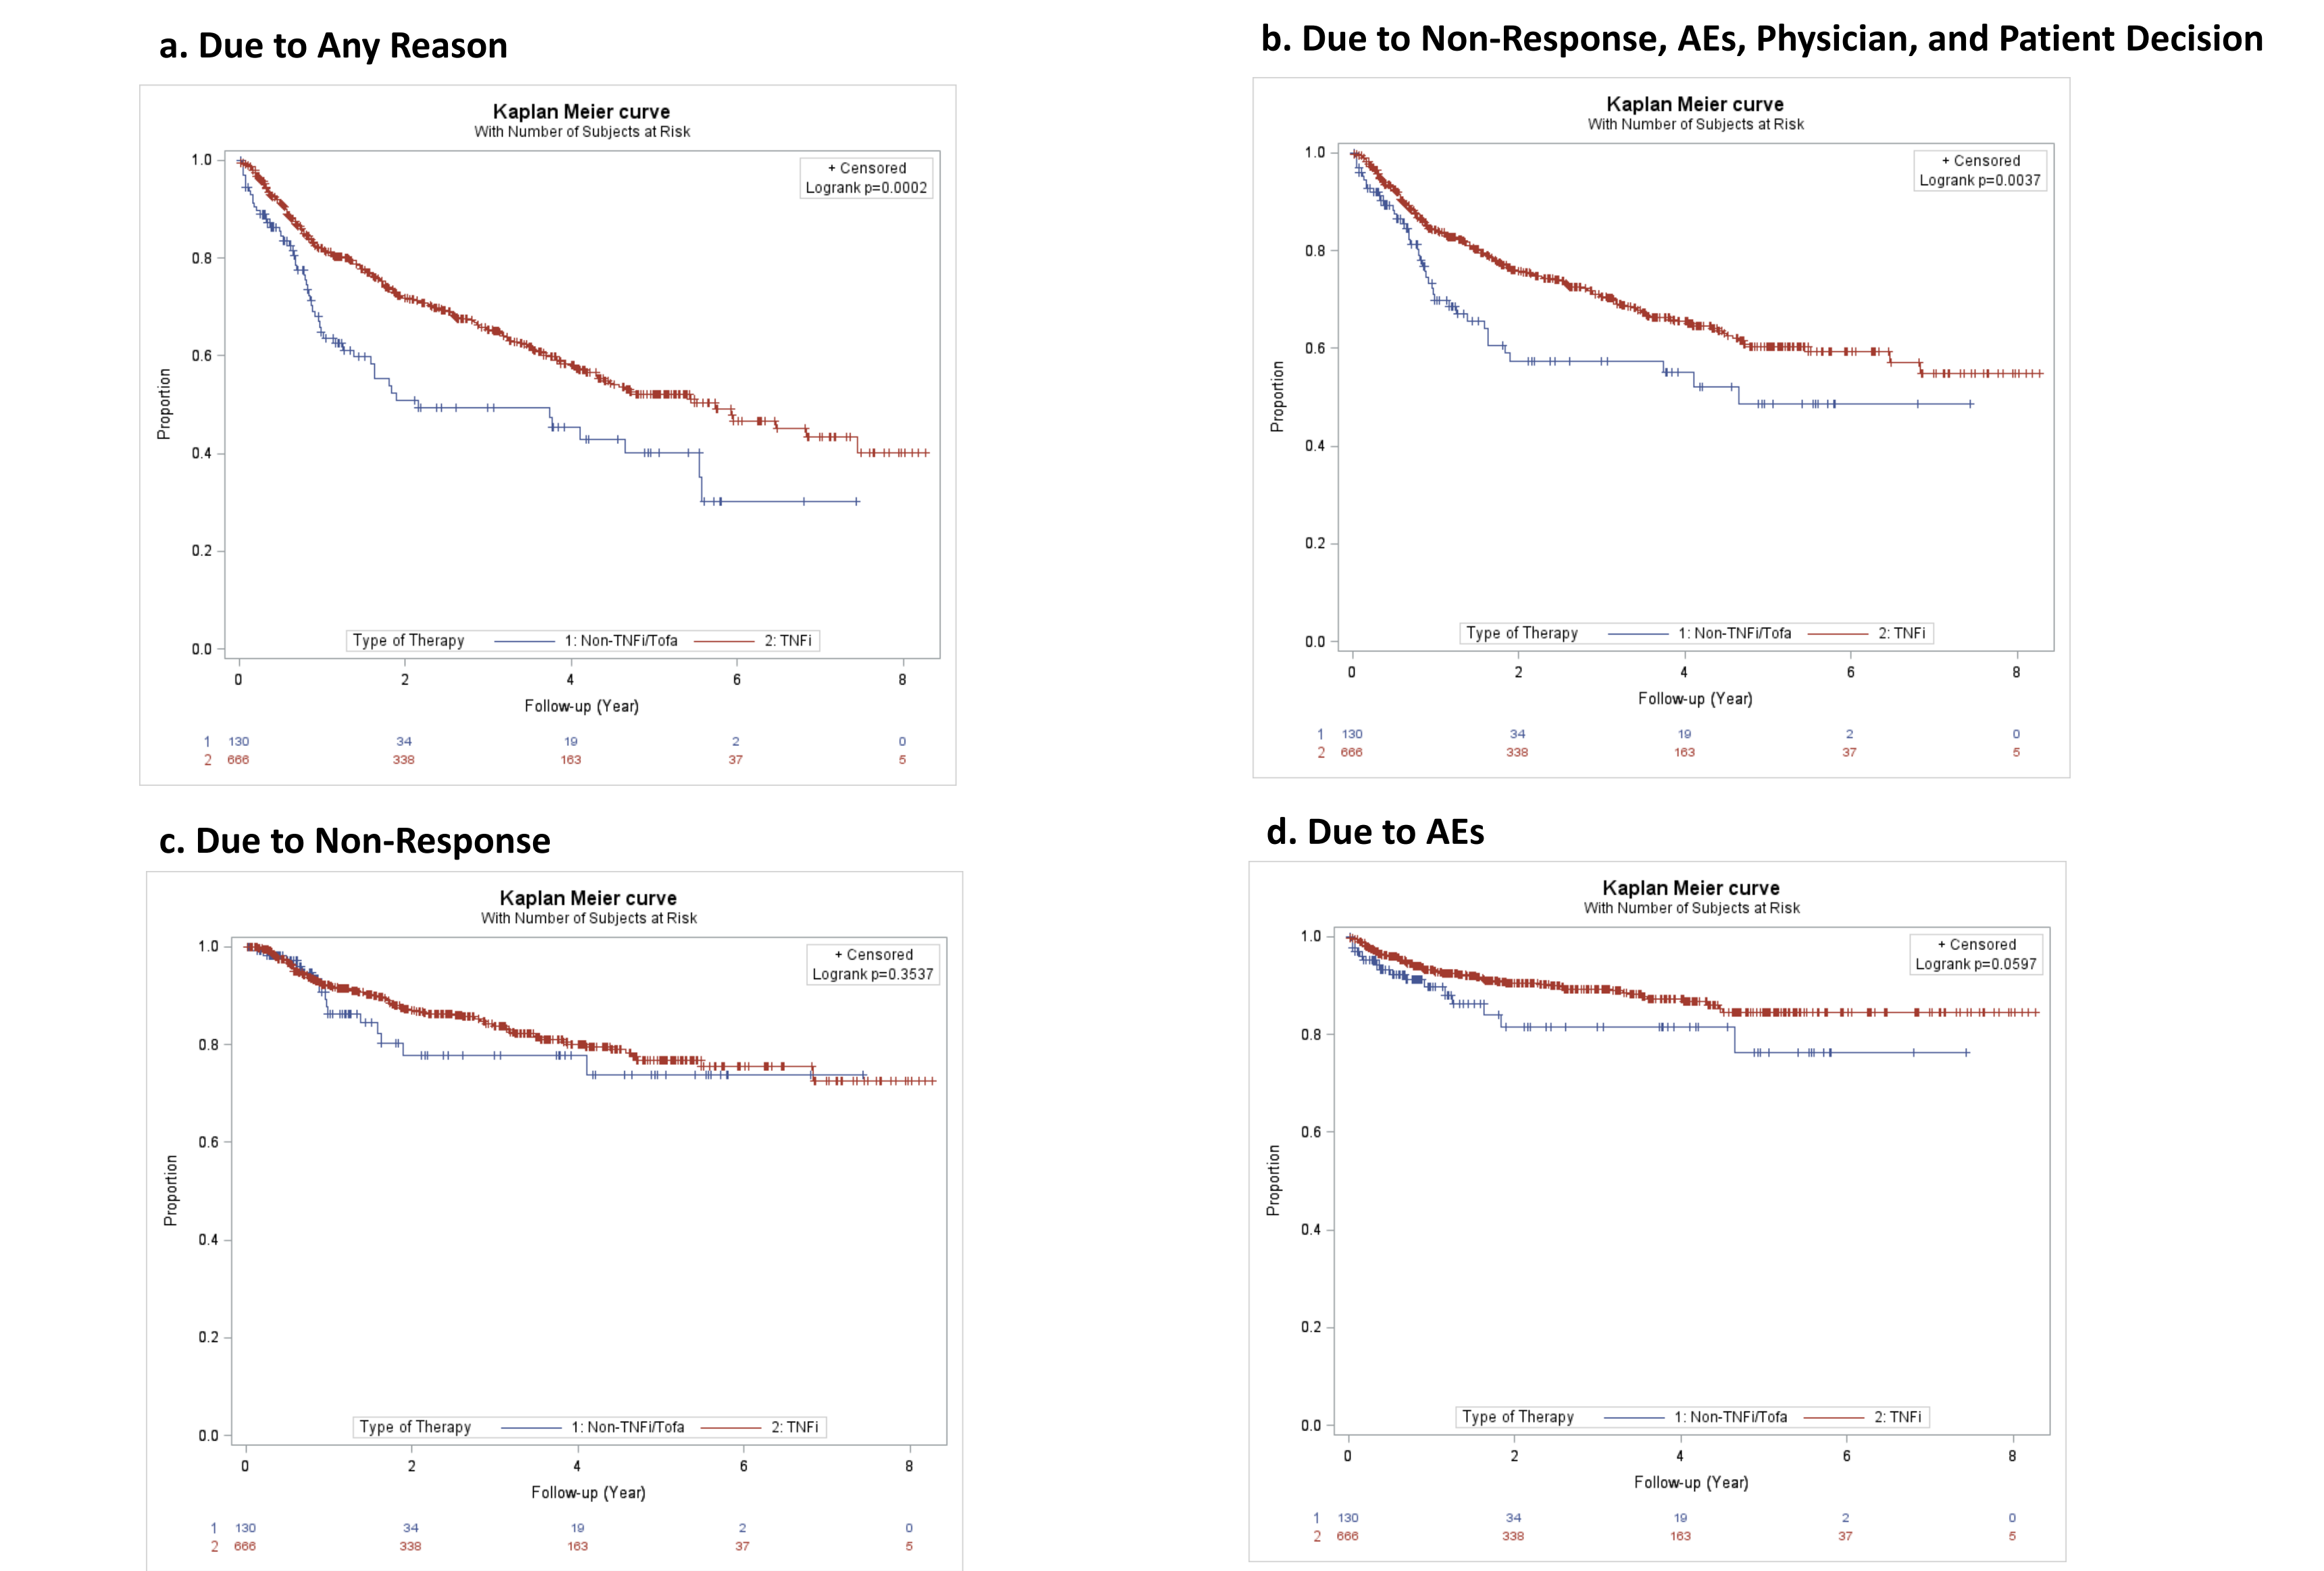 a. Due to Any Reason
Kaplan Meier curve
With Number of Subjects at Risk
+ Censored
Logrank p=0.0002
1.0
0.8
0.6
0.4
0.2
0.0
Proportion
Type of Therapy 1: Non-TNFi/Tofa 2: TNFi
0 2 4 6 8
Follow-up (Year)
1 130 34 19 2 0
2 666 338 163 37 5
b. Due to Non-Response, AEs, Physician, and Patient Decision
Kaplan Meier curve
With Number of Subjects at Risk
+ Censored
Logrank p=0.0037
1.0
0.8
0.6
0.4
0.2
0.0
Proportion
Type of Therapy 1: Non-TNFi/Tofa 2: TNFi
0 2 4 6 8
Follow-up (Year)
1 130 34 19 2 0
2 666 338 163 37 5
c. Due to Non-Response
Kaplan Meier curve
With Number of Subjects at Risk
+ Censored
Logrank p=0.3537
1.0
0.8
0.6
0.4
0.2
0.0
Proportion
Type of Therapy 1: Non-TNFi/Tofa 2: TNFi
0 2 4 6 8
Follow-up (Year)
1 130 34 19 2 0
2 666 338 163 37 5
d. Due to AEs
Kaplan Meier curve
With Number of Subjects at Risk
+ Censored
Logrank p=0.0597
1.0
0.8
0.6
0.4
0.2
0.0
Proportion
Type of Therapy 1: Non-TNFi/Tofa 2: TNFi
0 2 4 6 8
Follow-up (Year)
1 130 34 19 2 0
2 666 338 163 37 5